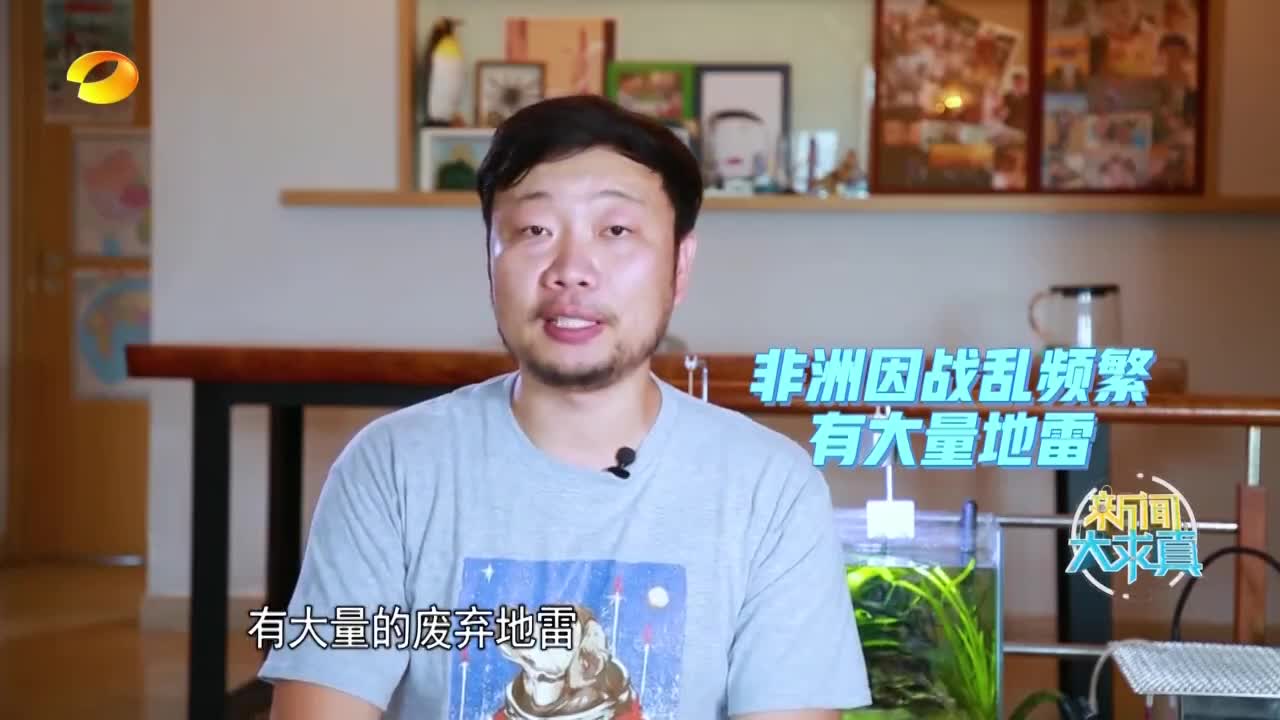 非洲因战乱频繁
有大量地雷
新闻
大求真
有大量的废弃地雷